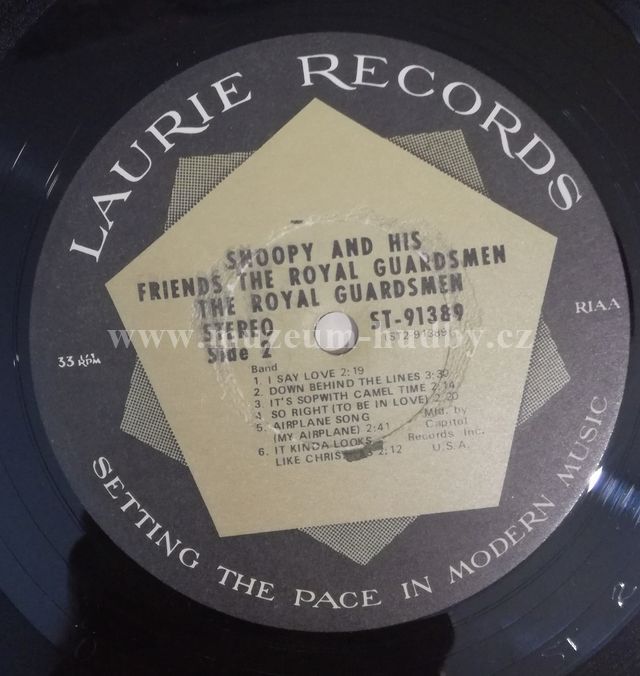 LAURIE RECORDS
SNOOPY AND HIS
FRIENDS THE ROYAL GUARDSMEN
THE ROYAL GUARDSMEN
STEREO ST-91389
Side 2 (ST2-91389)
www.muzeum-hudby.cz
33 1/3 RPM
RIAA
Band
1. I SAY LOVE 2:19
2. DOWN BEHIND THE LINES 3:30
3. IT'S SOPWITH CAMEL TIME 2:14
4. SO RIGHT (TO BE IN LOVE) 2:20
5. AIRPLANE SONG
(MY AIRPLANE) 2:41
6. IT KINDA LOOKS
LIKE CHRISTMAS 2:12
Mfd. by
Capitol
Records Inc.
U.S.A.
SETTING THE PACE IN MODERN MUSIC